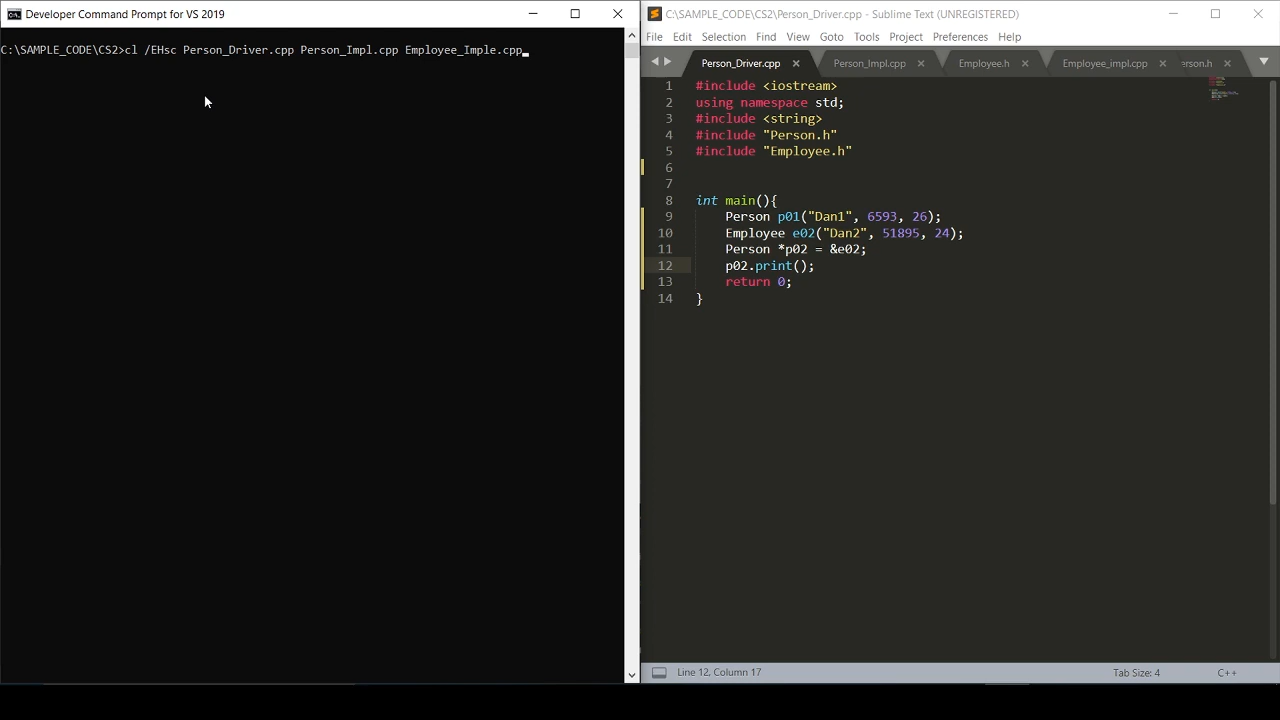 Developer Command Prompt for VS 2019
C:\SAMPLE_CODE\CS2>cl /EHsc Person_Driver.cpp Person_Impl.cpp Employee_Imple.cpp
C:\SAMPLE_CODE\CS2\Person_Driver.cpp - Sublime Text (UNREGISTERED)
File Edit Selection Find View Goto Tools Project Preferences Help
Person_Driver.cpp Person_Impl.cpp Employee.h Employee_impl.cpp erson.h
1 #include <iostream>
2 using namespace std;
3 #include <string>
4 #include "Person.h"
5 #include "Employee.h"
6
7
8 int main(){
9 Person p01("Dan1", 6593, 26);
10 Employee e02("Dan2", 51895, 24);
11 Person *p02 = &e02;
12 p02.print();
13 return 0;
14 }
Line 12, Column 17 Tab Size: 4 C++